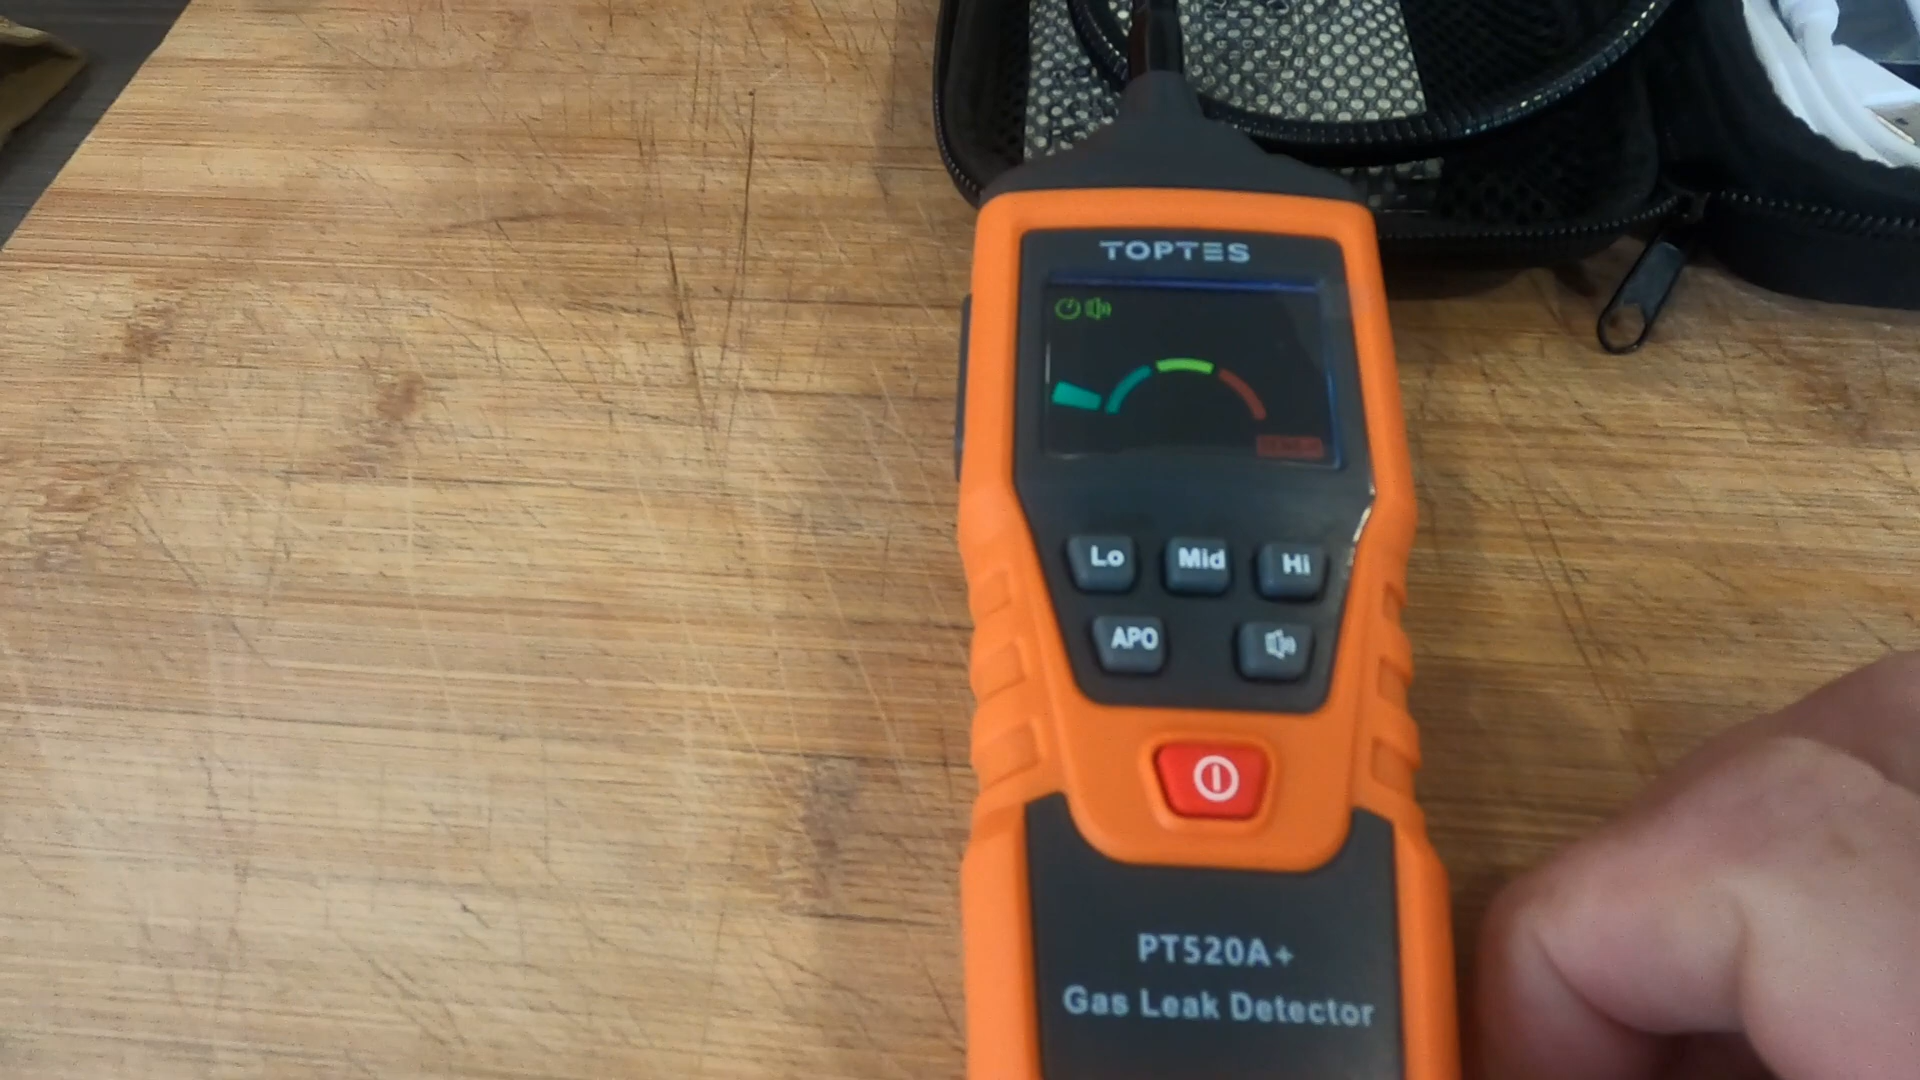 TOPTES
Lo Mid Hi
APO
PT520A+
Gas Leak Detector